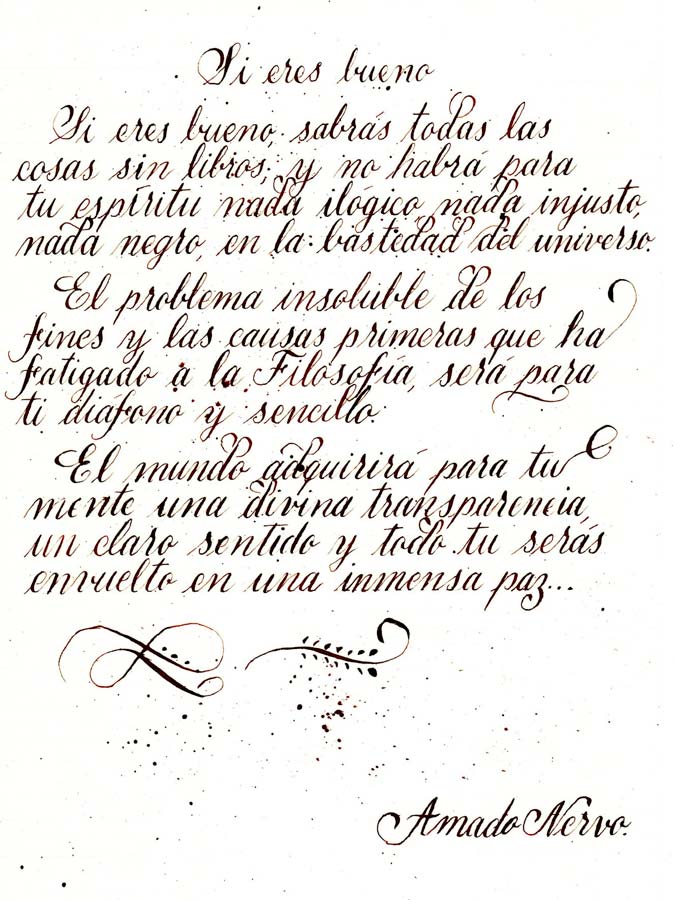 Si eres bueno
Si eres bueno, sabrás todas las
cosas sin libros, y no habrá para
tu espíritu nada ilógico, nada injusto,
nada negro, en la bastedad del universo.
El problema insoluble de los
fines y las causas primeras que ha
fatigado a la Filosofía, será para
ti diáfono y sencillo.
El mundo adquirirá para tu
mente una divina transparencia,
un claro sentido y todo tu serás
envuelto en una inmensa paz...
Amado Nervo.